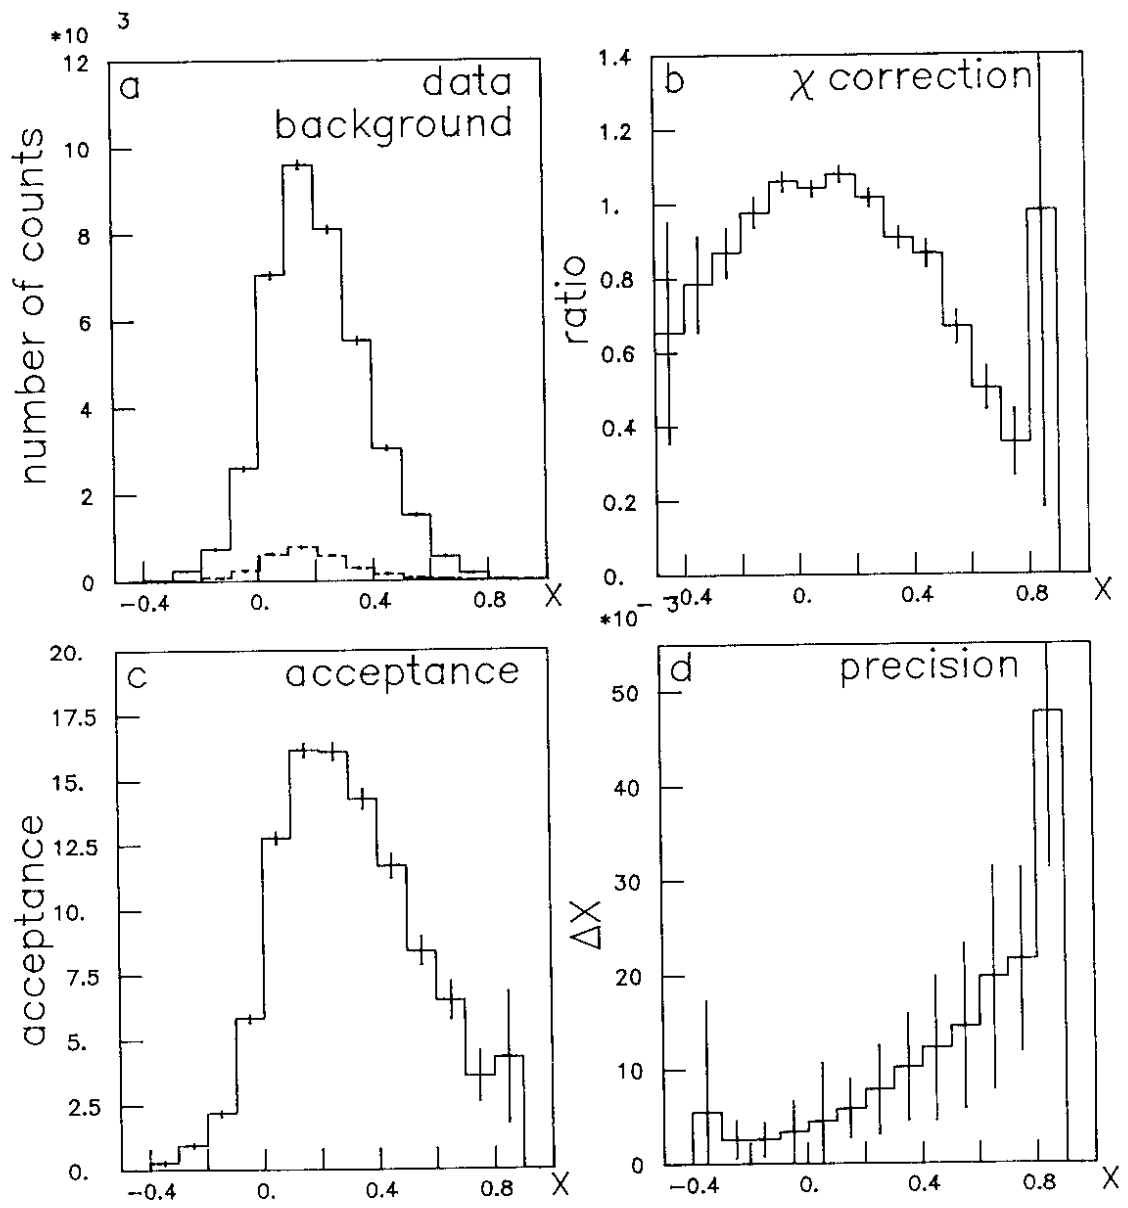 *10 3
12
10
8
6
4
2
0
-0.4 0. 0.4 0.8 X
number of counts
a data
background
1.4
1.2
1.
0.8
0.6
0.4
0.2
0.
-0.4 0. 0.4 0.8 X
ratio
b χ correction
20.
17.5
15.
12.5
10.
7.5
5.
2.5
0.
-0.4 0. 0.4 0.8 X
acceptance
c acceptance
*10 -3
50
40
30
20
10
0
-0.4 0. 0.4 0.8 X
ΔX
d precision